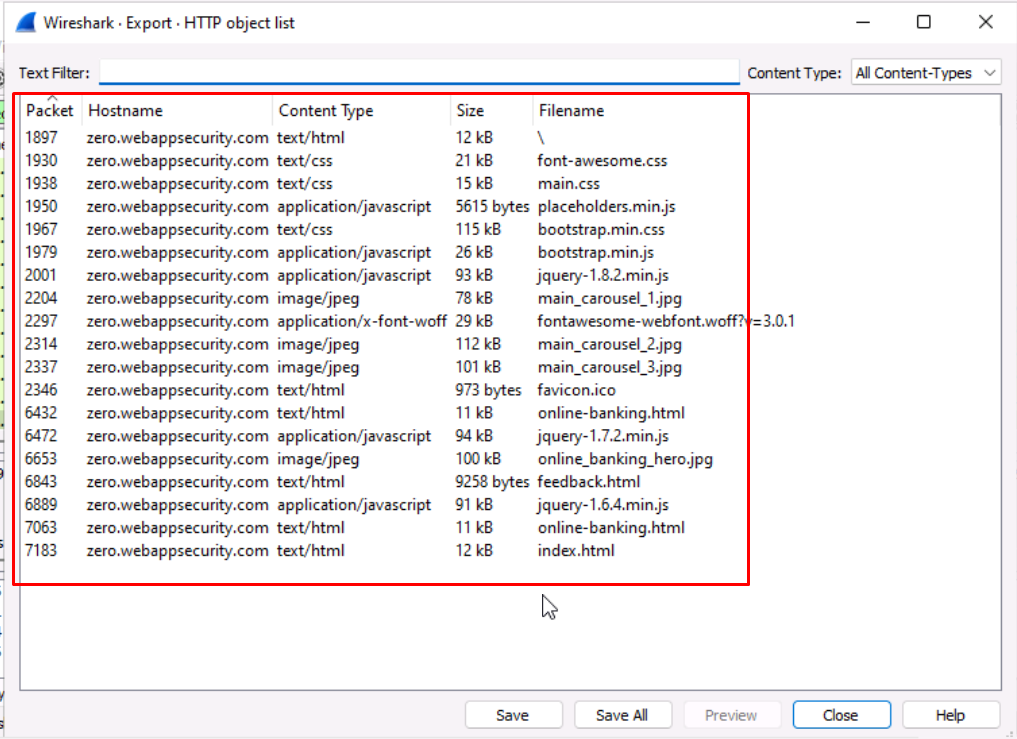 Wireshark · Export · HTTP object list
Text Filter: Content Type: All Content-Types
Packet Hostname Content Type Size Filename
1897 zero.webappsecurity.com text/html 12 kB \
1930 zero.webappsecurity.com text/css 21 kB font-awesome.css
1938 zero.webappsecurity.com text/css 15 kB main.css
1950 zero.webappsecurity.com application/javascript 5615 bytes placeholders.min.js
1967 zero.webappsecurity.com text/css 115 kB bootstrap.min.css
1979 zero.webappsecurity.com application/javascript 26 kB bootstrap.min.js
2001 zero.webappsecurity.com application/javascript 93 kB jquery-1.8.2.min.js
2204 zero.webappsecurity.com image/jpeg 78 kB main_carousel_1.jpg
2297 zero.webappsecurity.com application/x-font-woff 29 kB fontawesome-webfont.woff?v=3.0.1
2314 zero.webappsecurity.com image/jpeg 112 kB main_carousel_2.jpg
2337 zero.webappsecurity.com image/jpeg 101 kB main_carousel_3.jpg
2346 zero.webappsecurity.com text/html 973 bytes favicon.ico
6432 zero.webappsecurity.com text/html 11 kB online-banking.html
6472 zero.webappsecurity.com application/javascript 94 kB jquery-1.7.2.min.js
6653 zero.webappsecurity.com image/jpeg 100 kB online_banking_hero.jpg
6843 zero.webappsecurity.com text/html 9258 bytes feedback.html
6889 zero.webappsecurity.com application/javascript 91 kB jquery-1.6.4.min.js
7063 zero.webappsecurity.com text/html 11 kB online-banking.html
7183 zero.webappsecurity.com text/html 12 kB index.html
Save Save All Preview Close Help